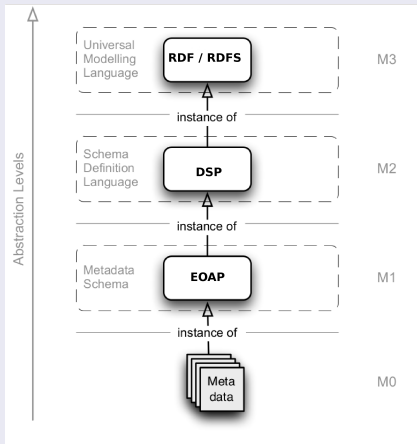 Universal
Modelling
Language
RDF / RDFS
M3
instance of
Schema
Definition
Language
DSP
M2
instance of
Metadata
Schema
EOAP
M1
instance of
Meta
data
M0
Abstraction Levels